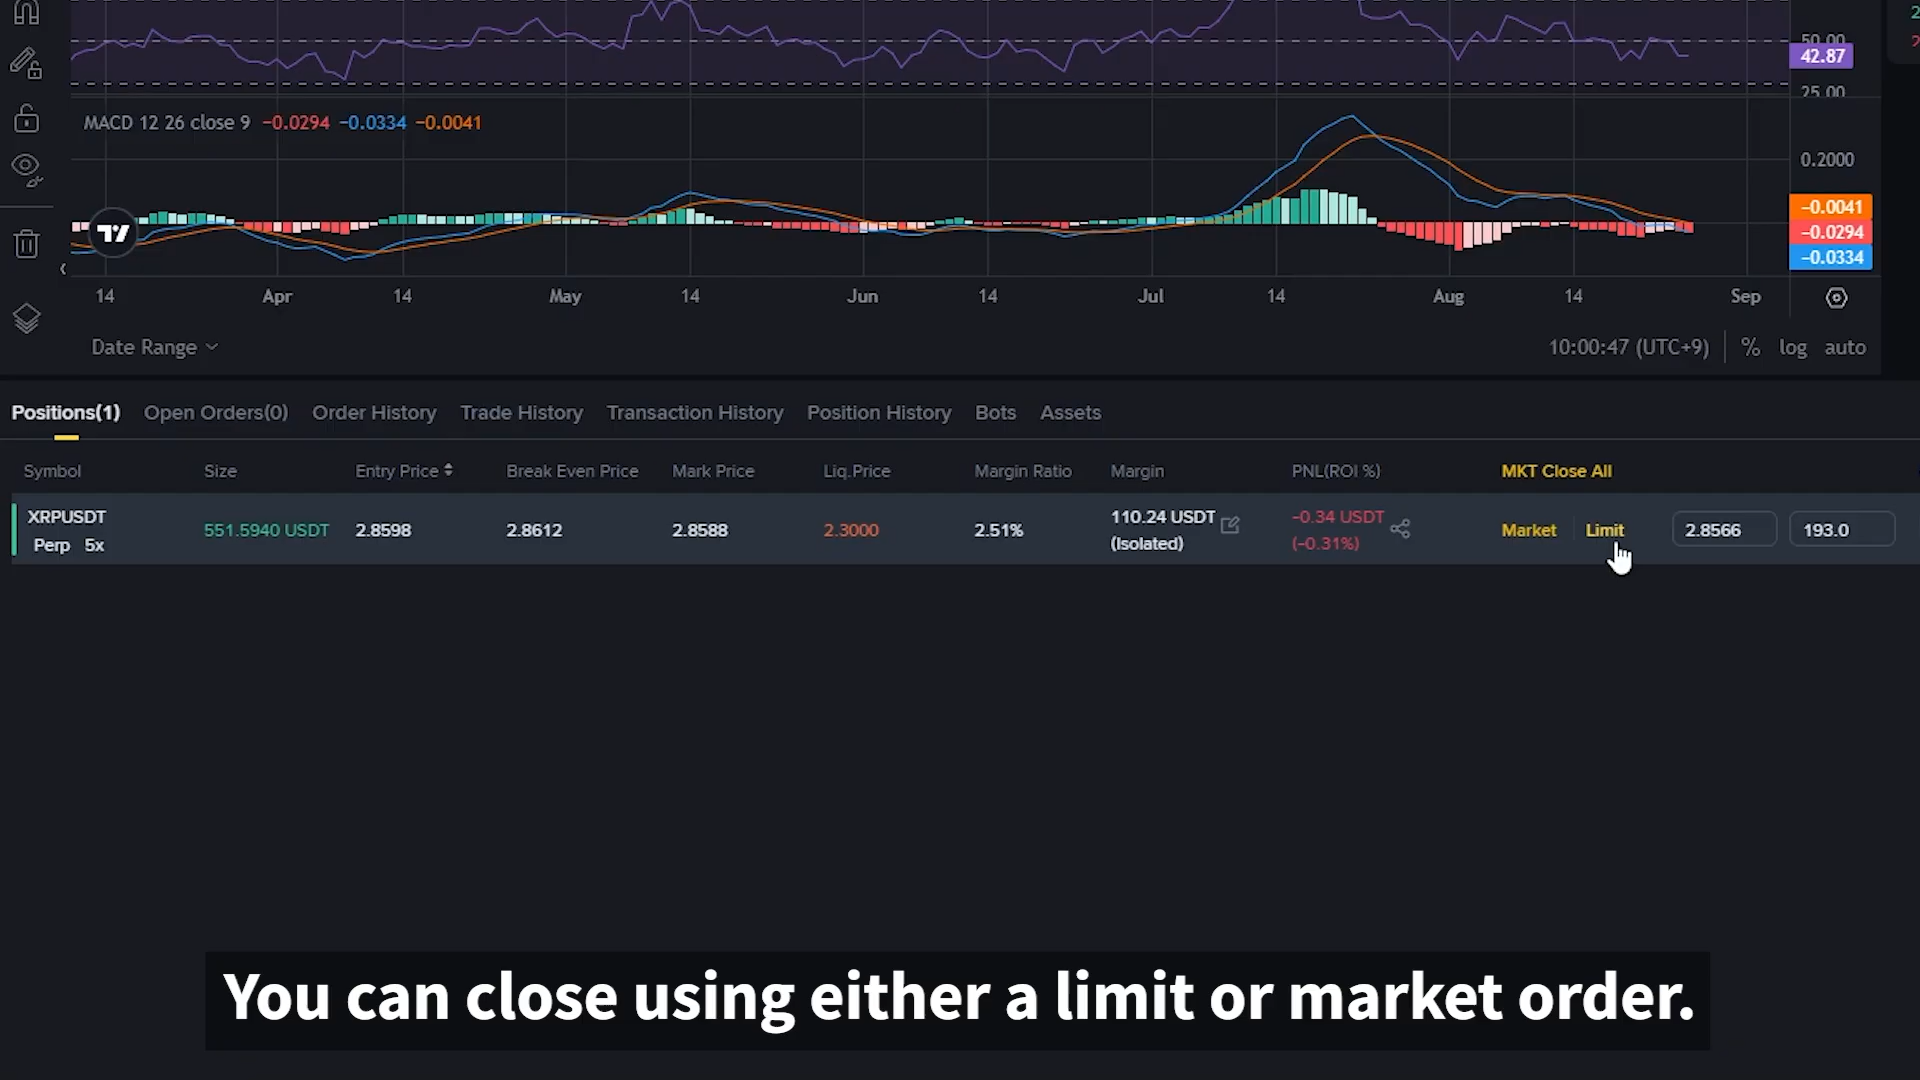 50.00
42.87
25.00
MACD 12 26 close 9 −0.0294 −0.0334 −0.0041
0.2000
−0.0041
−0.0294
−0.0334
14 Apr 14 May 14 Jun 14 Jul 14 Aug 14 Sep
Date Range
10:00:47 (UTC+9) % log auto
Positions(1) Open Orders(0) Order History Trade History Transaction History Position History Bots Assets
Symbol Size Entry Price Break Even Price Mark Price Liq.Price Margin Ratio Margin PNL(ROI %) MKT Close All
XRPUSDT 551.5940 USDT 2.8598 2.8612 2.8588 2.3000 2.51% 110.24 USDT −0.34 USDT Market Limit 2.8566 193.0
Perp 5x (Isolated) (−0.31%)
You can close using either a limit or market order.